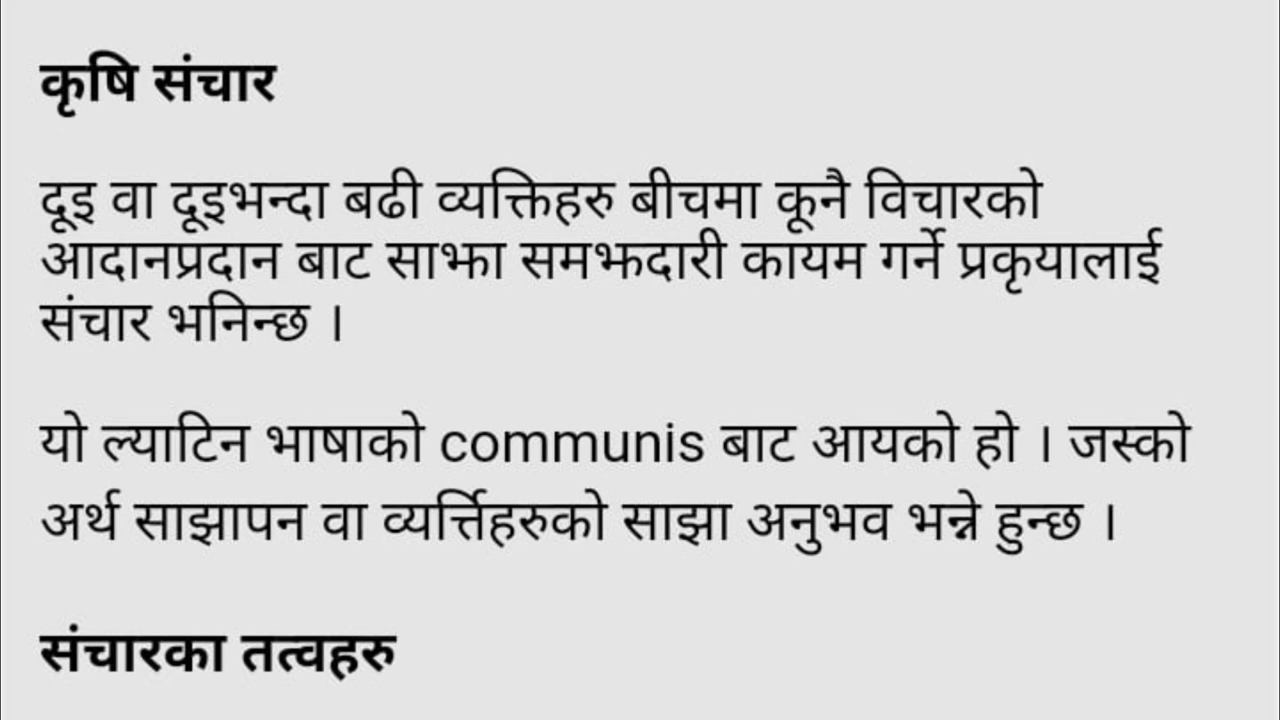 कृषि संचार
दूइ वा दूइभन्दा बढी व्यक्तिहरु बीचमा कूनै विचारको
आदानप्रदान बाट साझा समझदारी कायम गर्ने प्रकृयालाई
संचार भनिन्छ ।
यो ल्याटिन भाषाको communis बाट आयको हो । जस्को
अर्थ साझापन वा व्यर्त्तिहरुको साझा अनुभव भन्ने हुन्छ ।
संचारका तत्वहरु